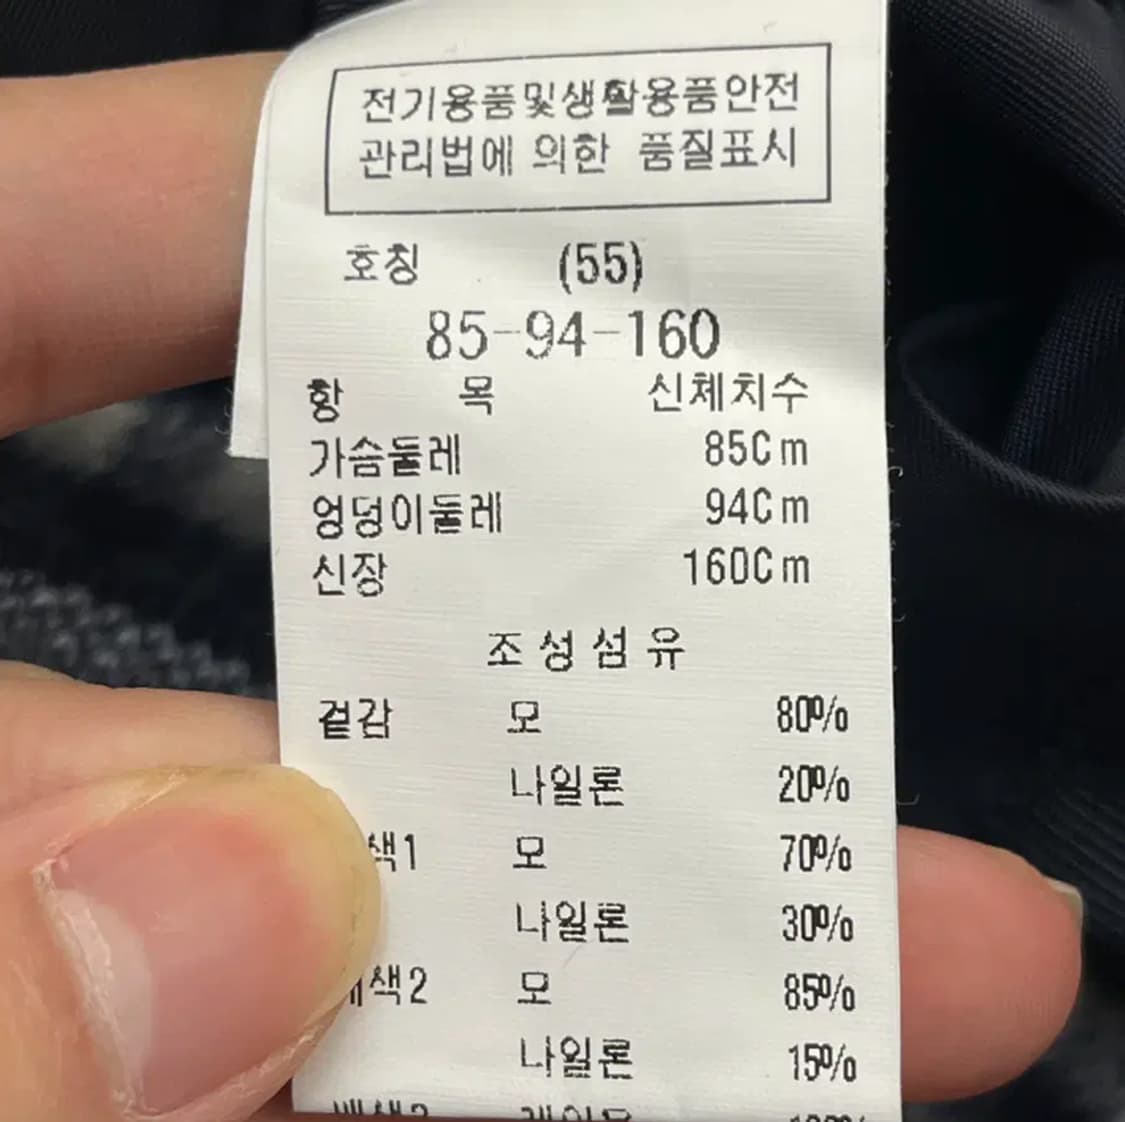 전기용품및생활용품안전
관리법에 의한 품질표시
호칭 (55)
85-94-160
항 목 신체치수
가슴둘레 85Cm
엉덩이둘레 94Cm
신장 160Cm
조성섬유
겉감 모 80%
나일론 20%
색1 모 70%
나일론 30%
색2 모 85%
나일론 15%